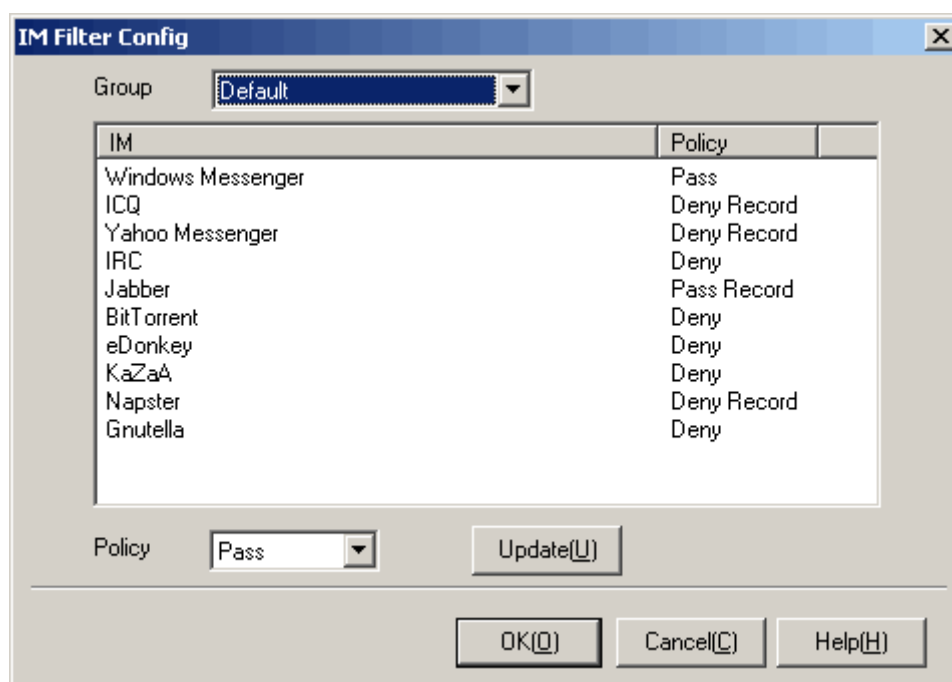 IM Filter Config
Group Default
IM Policy
Windows Messenger Pass
ICQ Deny Record
Yahoo Messenger Deny Record
IRC Deny
Jabber Pass Record
BitTorrent Deny
eDonkey Deny
KaZaA Deny
Napster Deny Record
Gnutella Deny
Policy Pass Update(U)
OK(O) Cancel(C) Help(H)